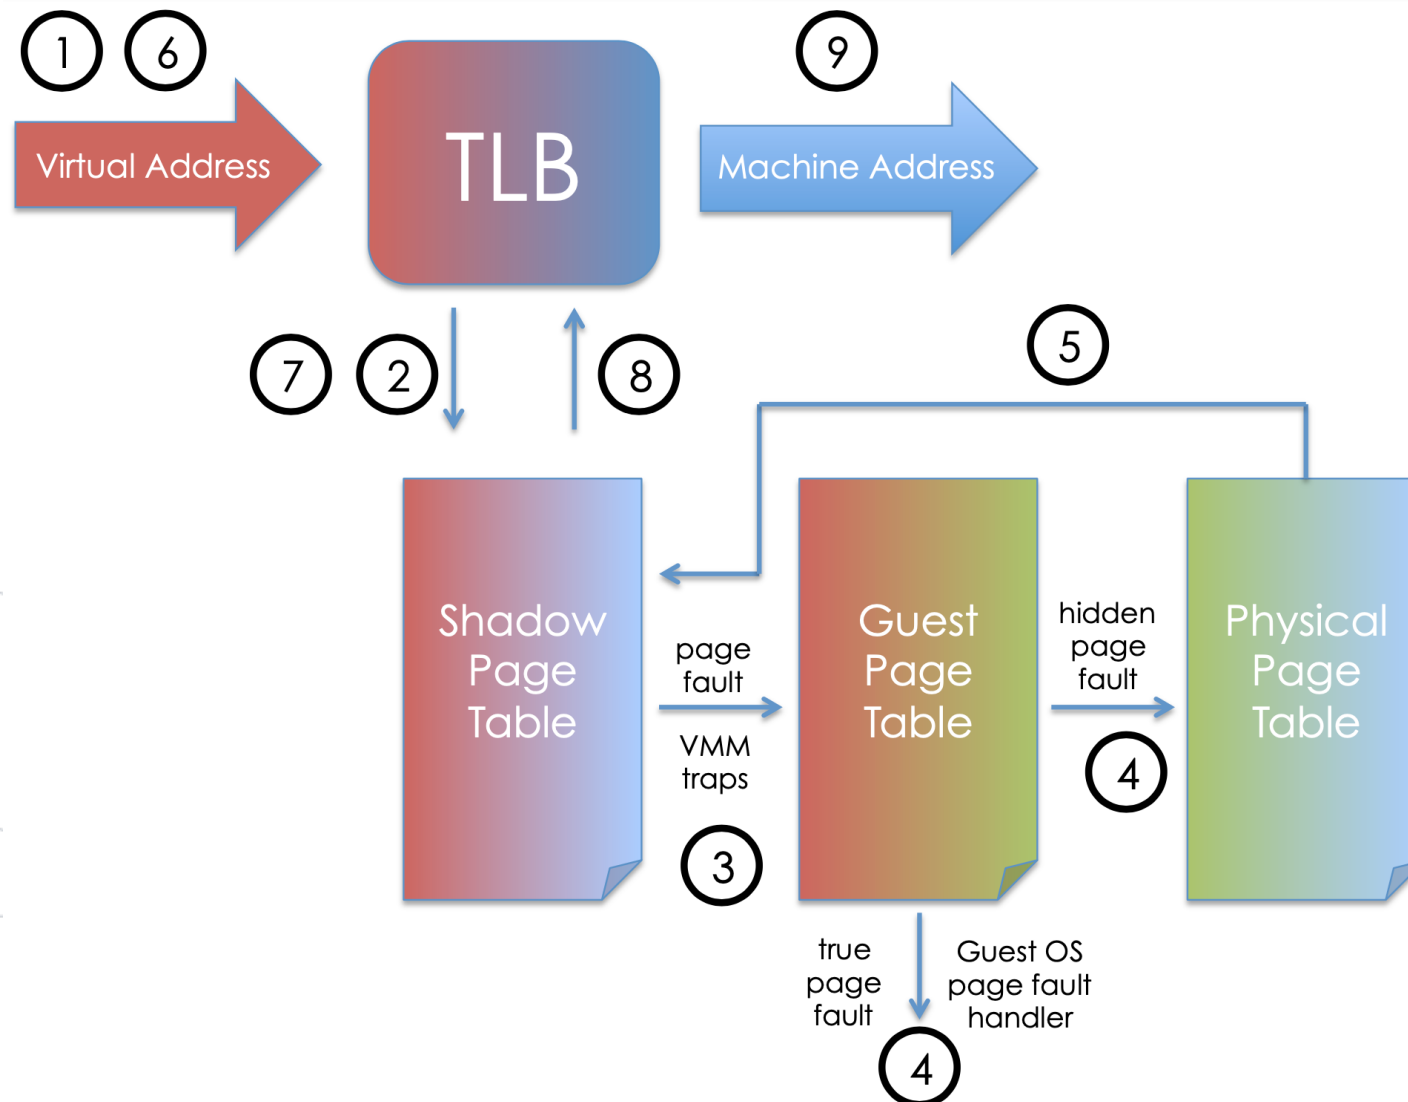 1 6
9
Virtual Address
TLB
Machine Address
7 2
8
5
Shadow
Page
Table
page
fault
VMM
traps
3
Guest
Page
Table
hidden
page
fault
4
Physical
Page
Table
true
page
fault
Guest OS
page fault
handler
4